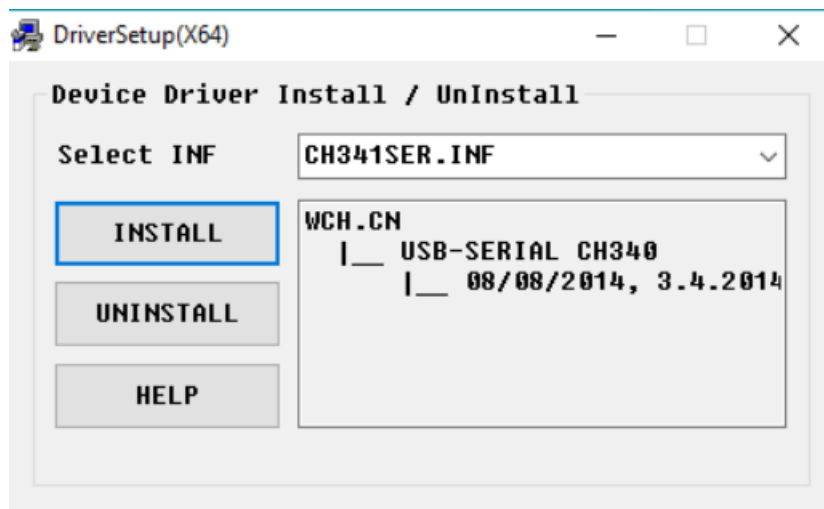 DriverSetup(X64)
Device Driver Install / UnInstall
Select INF
CH341SER.INF
INSTALL
UNINSTALL
HELP
WCH.CN
|__ USB-SERIAL CH340
|__ 08/08/2014, 3.4.2014